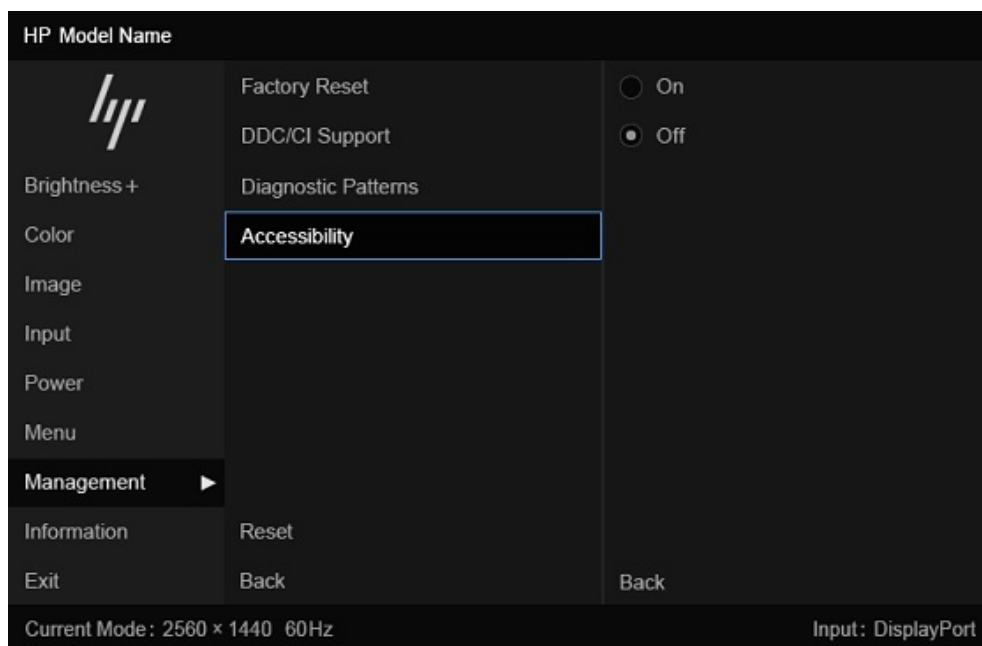 HP Model Name
hp
Brightness +
Color
Image
Input
Power
Menu
Management
Information
Exit
Factory Reset
DDC/CI Support
Diagnostic Patterns
Accessibility
Reset
Back
On
Off
Back
Current Mode: 2560 × 1440 60Hz
Input: DisplayPort